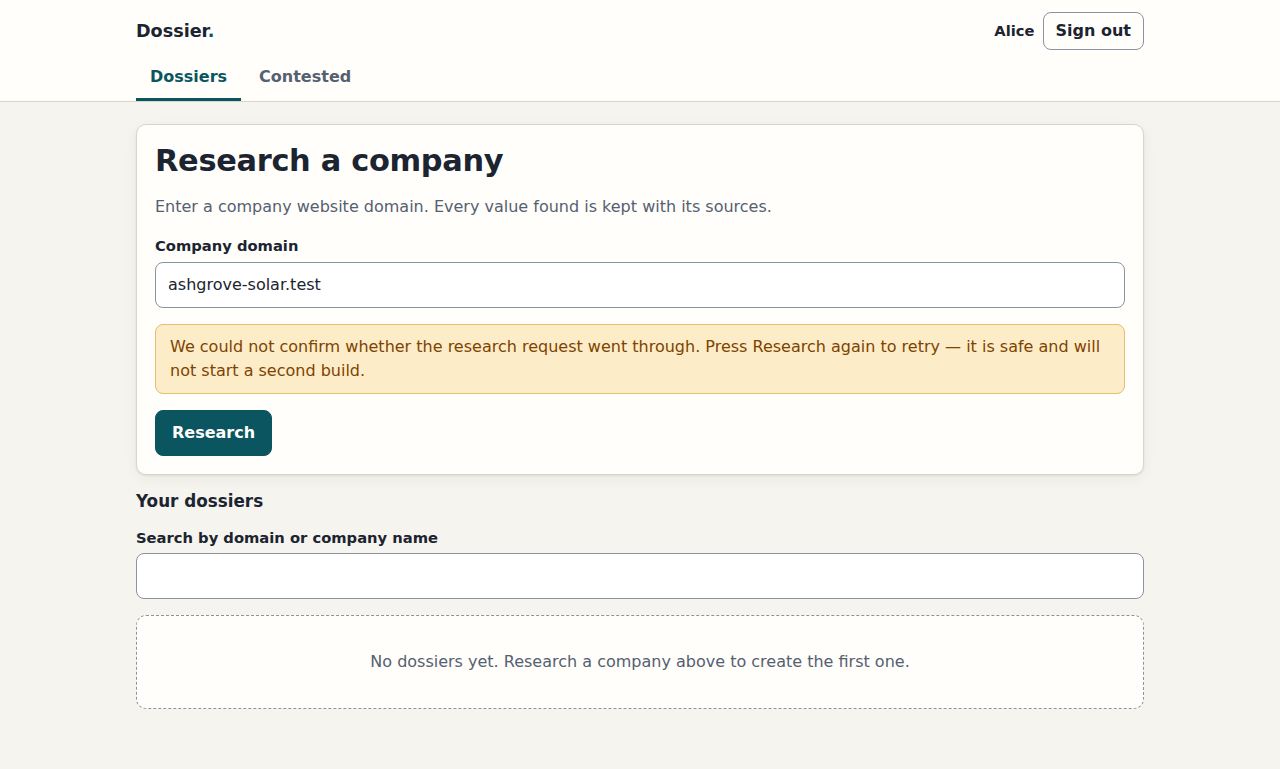 Dossier.
Alice
Sign out
Dossiers
Contested
Research a company
Enter a company website domain. Every value found is kept with its sources.
Company domain
ashgrove-solar.test
We could not confirm whether the research request went through. Press Research again to retry — it is safe and will
not start a second build.
Research
Your dossiers
Search by domain or company name
No dossiers yet. Research a company above to create the first one.